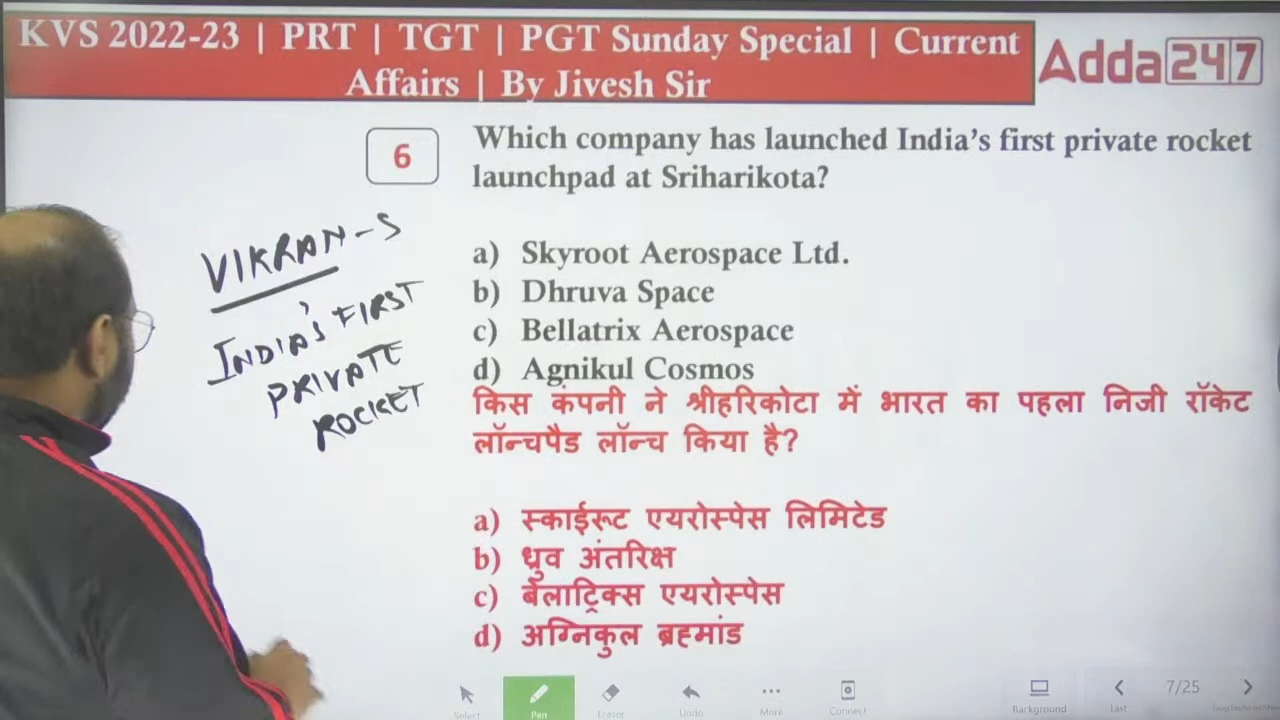 KVS 2022-23 | PRT | TGT | PGT Sunday Special | Current
Affairs | By Jivesh Sir
Adda247
6
Which company has launched India's first private rocket
launchpad at Sriharikota?
VIKRAN-S
INDIA'S FIRST
PRIVATE
ROCKET
a) Skyroot Aerospace Ltd.
b) Dhruva Space
c) Bellatrix Aerospace
d) Agnikul Cosmos
किस कंपनी ने श्रीहरिकोटा में भारत का पहला निजी रॉकेट
लॉन्चपैड लॉन्च किया है?
a) स्काईरूट एयरोस्पेस लिमिटेड
b) ध्रुव अंतरिक्ष
c) बेलाट्रिक्स एयरोस्पेस
d) अग्निकुल ब्रह्मांड
Select Pen Eraser Undo More Connect Background Last 7/25